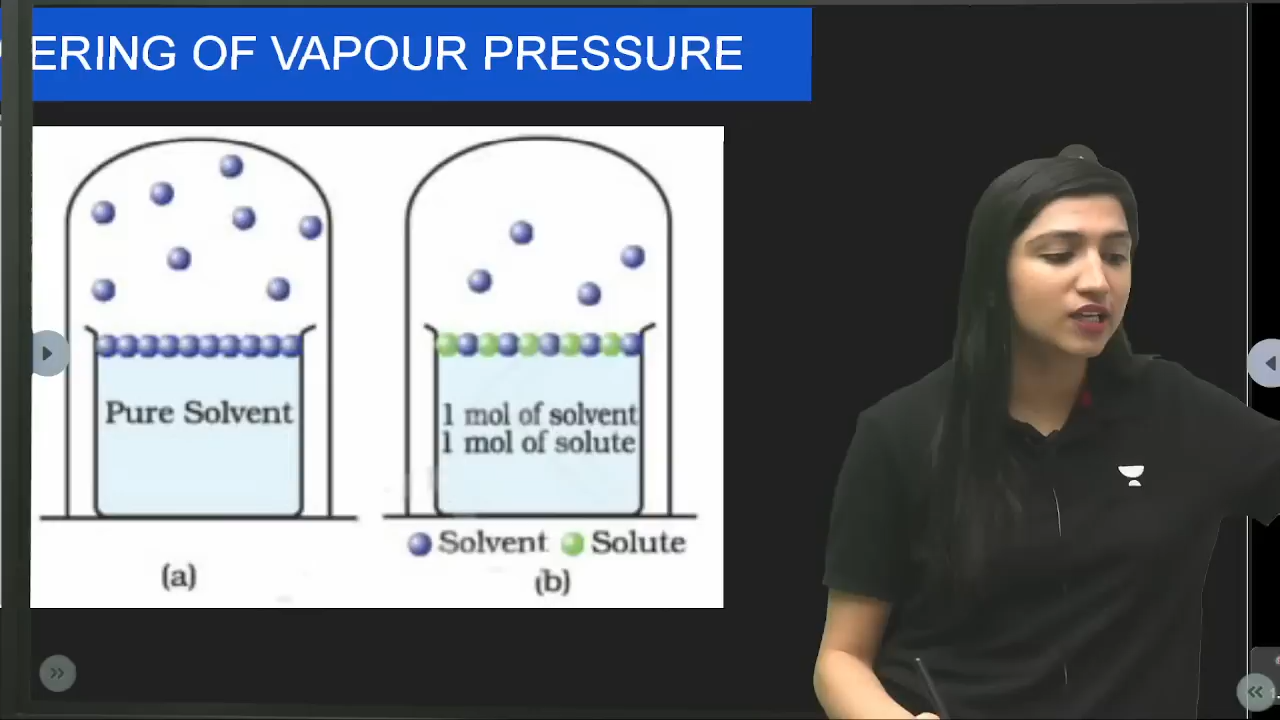 ERING OF VAPOUR PRESSURE
Pure Solvent
1 mol of solvent
1 mol of solute
Solvent Solute
(a)
(b)